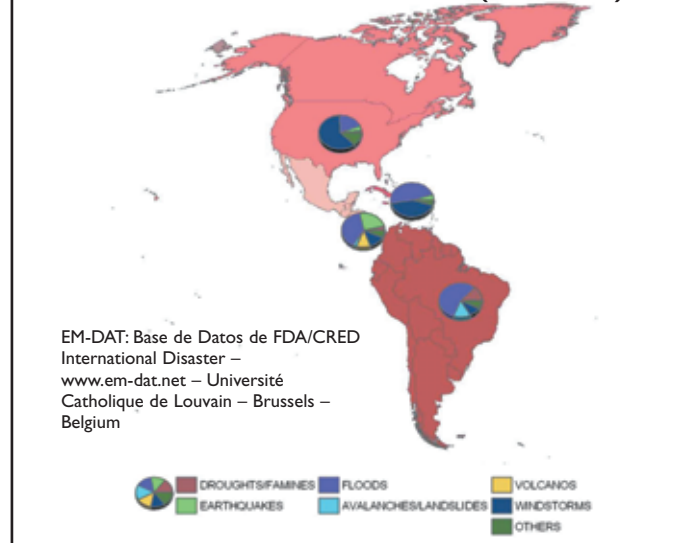 EM-DAT: Base de Datos de FDA/CRED
International Disaster –
www.em-dat.net – Université
Catholique de Louvain – Brussels –
Belgium
DROUGHTS/FAMINES FLOODS VOLCANOS
EARTHQUAKES AVALANCHES/LANDSLIDES WINDSTORMS
OTHERS